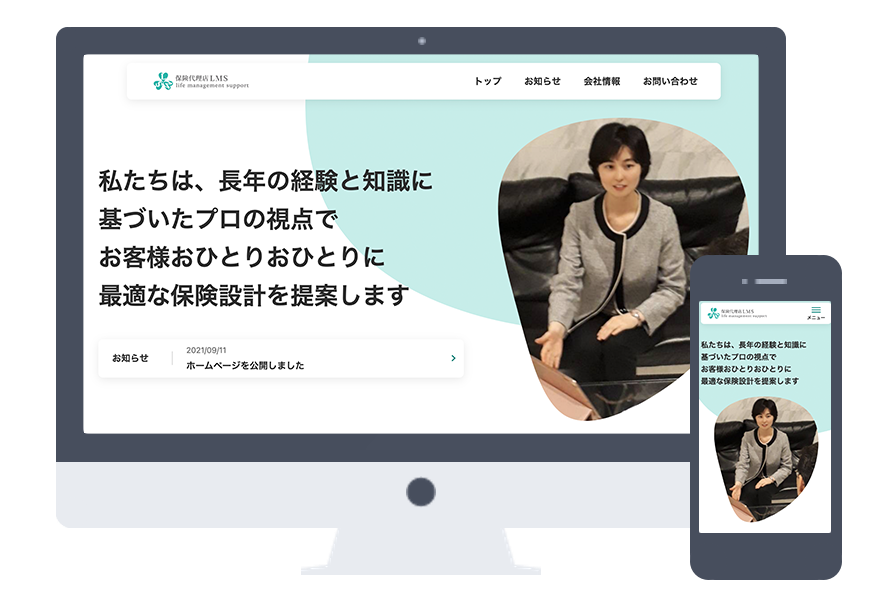 保険代理店LMS
life management support
トップ お知らせ 会社情報 お問い合わせ
私たちは、長年の経験と知識に
基づいたプロの視点で
お客様おひとりおひとりに
最適な保険設計を提案します
お知らせ
2021/09/11
ホームページを公開しました
保険代理店LMS
life management support
メニュー
私たちは、長年の経験と知識に
基づいたプロの視点で
お客様おひとりおひとりに
最適な保険設計を提案します